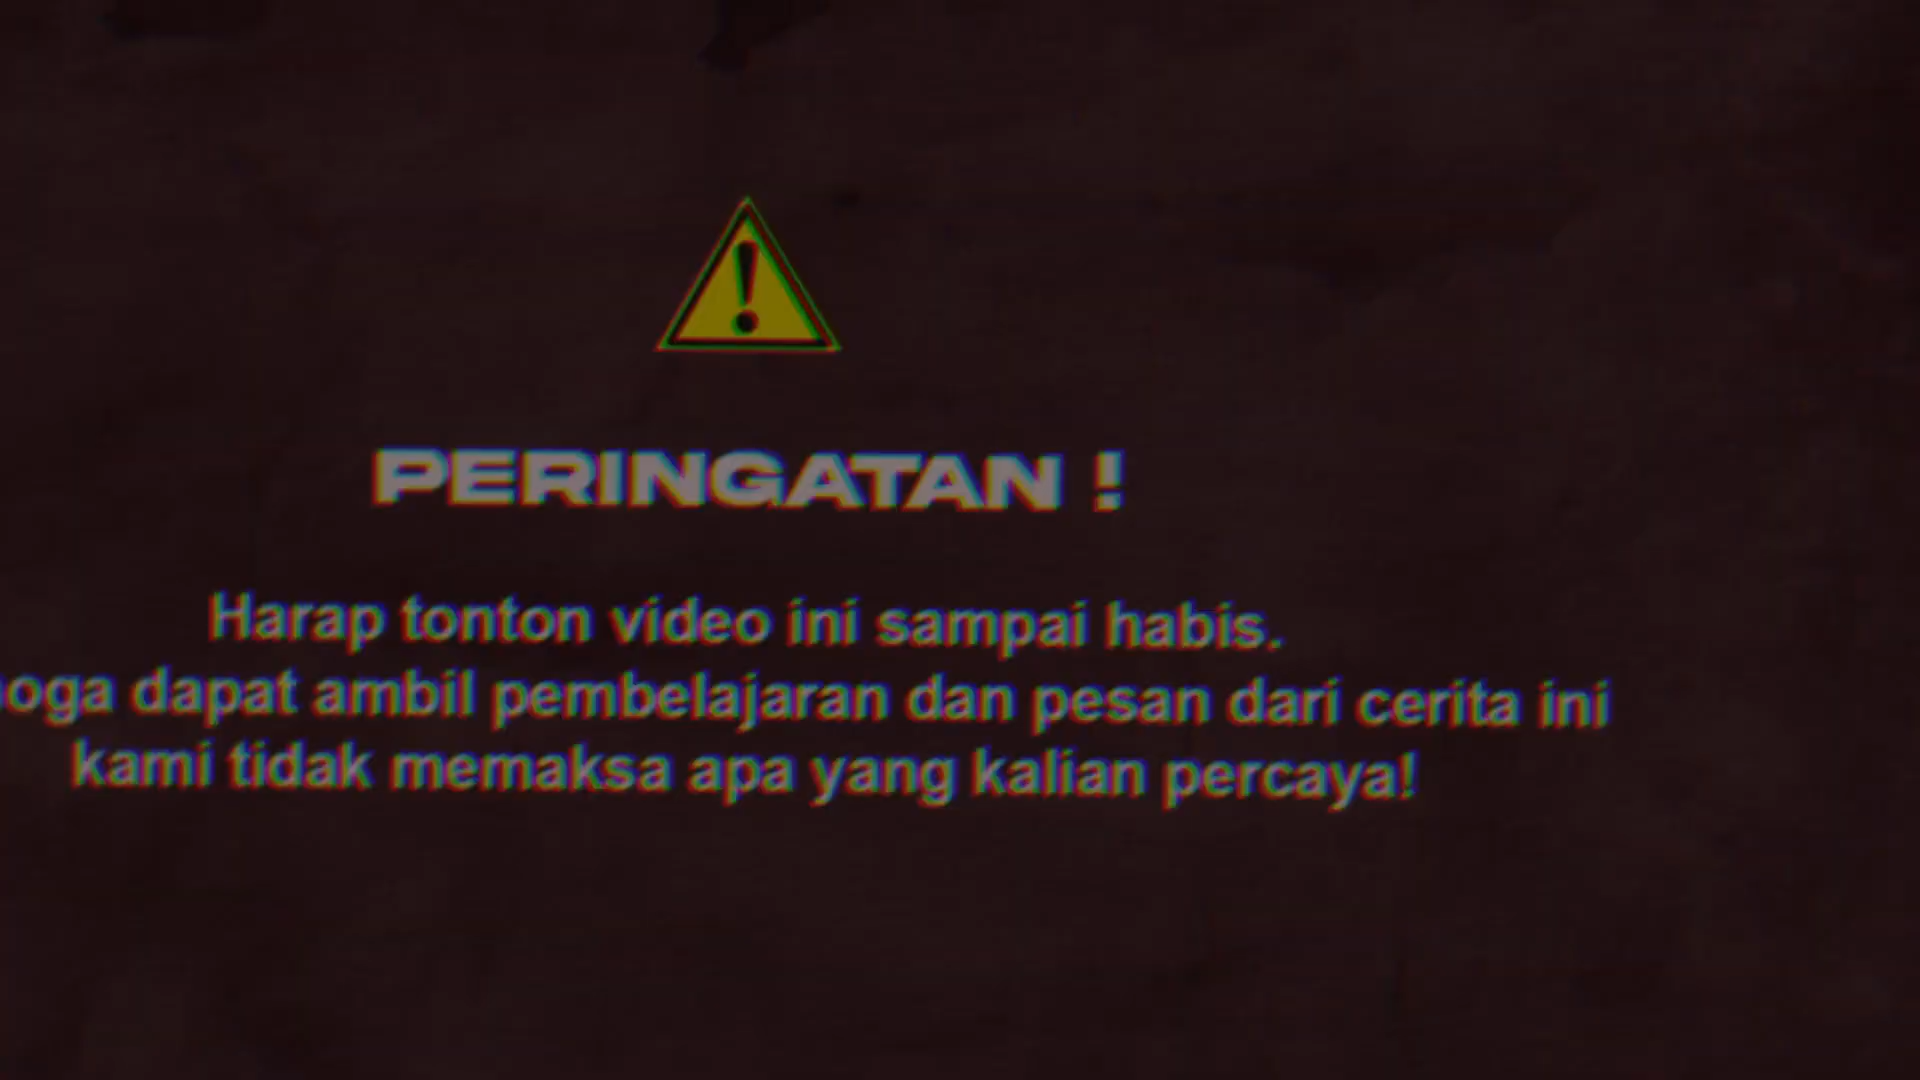 PERINGATAN !
Harap tonton video ini sampai habis.
oga dapat ambil pembelajaran dan pesan dari cerita ini
kami tidak memaksa apa yang kalian percaya!